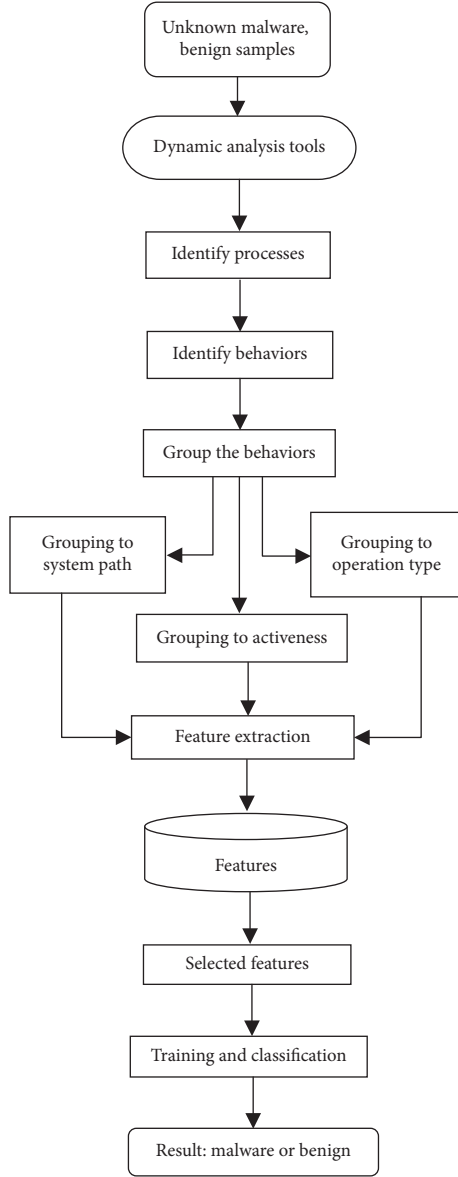 Unknown malware,
benign samples
Dynamic analysis tools
Identify processes
Identify behaviors
Group the behaviors
Grouping to
system path
Grouping to
operation type
Grouping to activeness
Feature extraction
Features
Selected features
Training and classification
Result: malware or benign